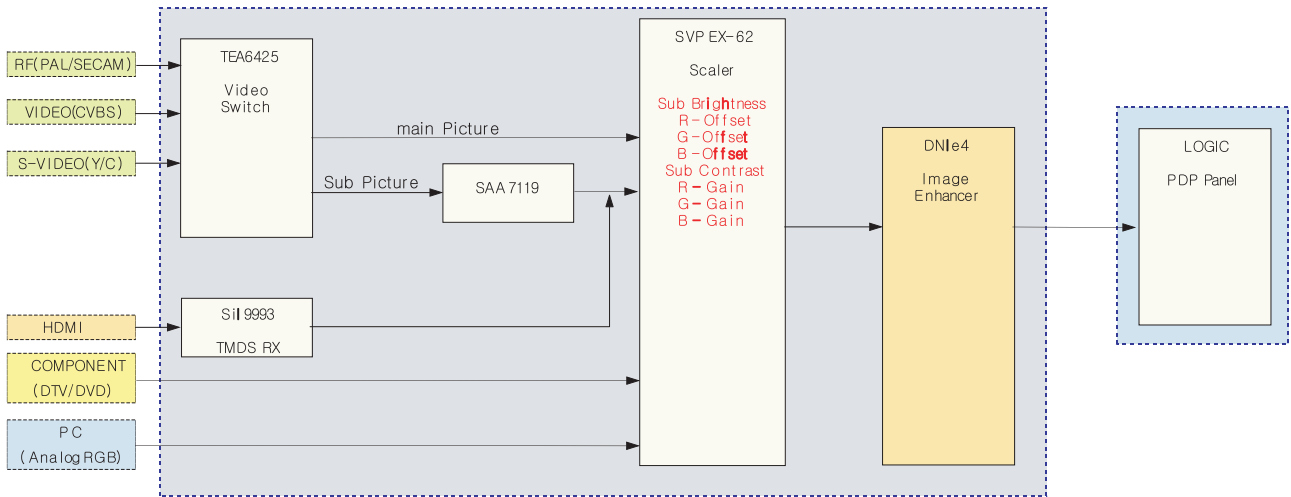 RF(PAL/SECAM)
VIDEO(CVBS)
S-VIDEO(Y/C)
HDMI
COMPONENT
(DTV/DVD)
PC
(AnalogRGB)
TEA6425
Video
Switch
main Picture
Sub Picture
SAA7119
SiI9993
TMDS RX
SVP EX-62
Scaler
Sub Brightness
R-Offset
G-Offset
B-Offset
Sub Contrast
R-Gain
G-Gain
B-Gain
DNIe4
Image
Enhancer
LOGIC
PDP Panel